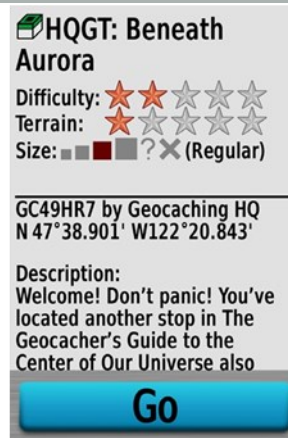 HQGT: Beneath
Aurora
Difficulty:
Terrain:
Size: ? (Regular)
GC49HR7 by Geocaching HQ
N 47°38.901' W122°20.843'
Description:
Welcome! Don't panic! You've
located another stop in The
Geocacher's Guide to the
Center of Our Universe also
Go